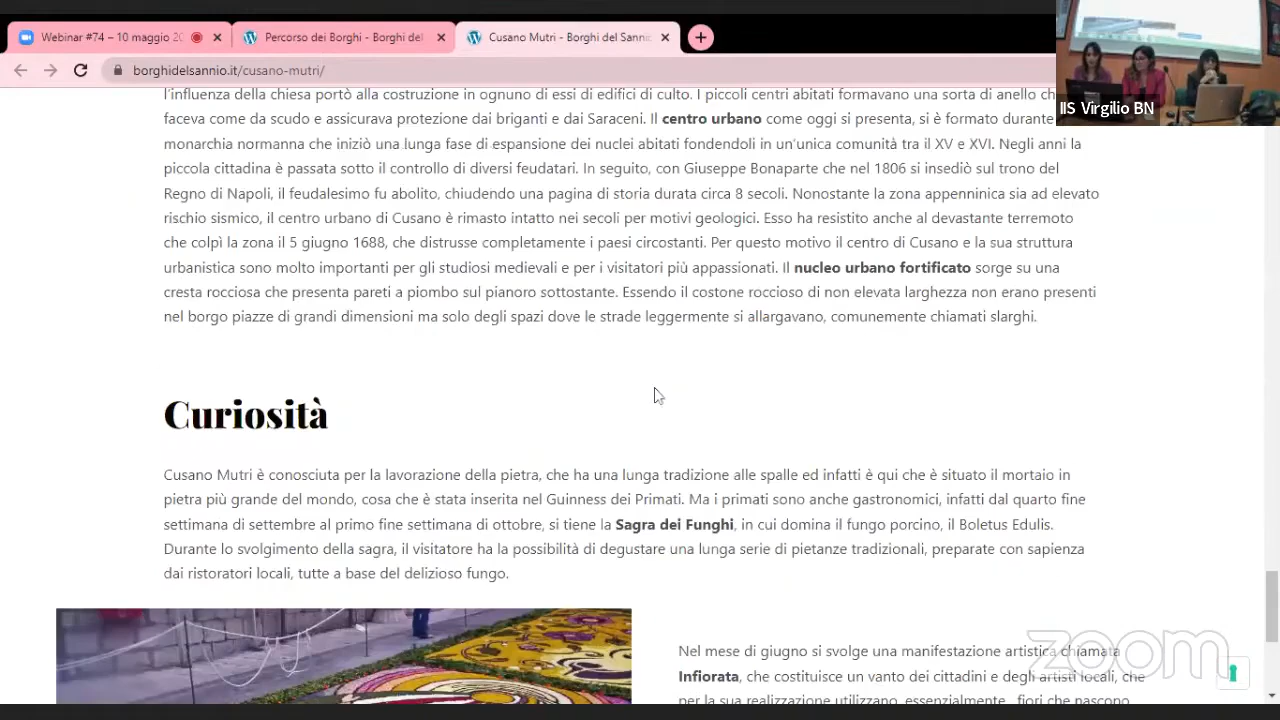 Webinar #74 – 10 maggio 20
Percorso dei Borghi - Borghi del
Cusano Mutri - Borghi del Sannio
borghidelsannio.it/cusano-mutri/
IIS Virgilio BN
l'influenza della chiesa portò alla costruzione in ognuno di essi di edifici di culto. I piccoli centri abitati formavano una sorta di anello
faceva come da scudo e assicurava protezione dai briganti e dai Saraceni. Il centro urbano come oggi si presenta, si è formato durante
monarchia normanna che iniziò una lunga fase di espansione dei nuclei abitati fondendoli in un'unica comunità tra il XV e XVI. Negli anni la
piccola cittadina è passata sotto il controllo di diversi feudatari. In seguito, con Giuseppe Bonaparte che nel 1806 si insediò sul trono del
Regno di Napoli, il feudalesimo fu abolito, chiudendo una pagina di storia durata circa 8 secoli. Nonostante la zona appenninica sia ad elevato
rischio sismico, il centro urbano di Cusano è rimasto intatto nei secoli per motivi geologici. Esso ha resistito anche al devastante terremoto
che colpì la zona il 5 giugno 1688, che distrusse completamente i paesi circostanti. Per questo motivo il centro di Cusano e la sua struttura
urbanistica sono molto importanti per gli studiosi medievali e per i visitatori più appassionati. Il nucleo urbano fortificato sorge su una
cresta rocciosa che presenta pareti a piombo sul pianoro sottostante. Essendo il costone roccioso di non elevata larghezza non erano presenti
nel borgo piazze di grandi dimensioni ma solo degli spazi dove le strade leggermente si allargavano, comunemente chiamati slarghi.
Curiosità
Cusano Mutri è conosciuta per la lavorazione della pietra, che ha una lunga tradizione alle spalle ed infatti è qui che è situato il mortaio in
pietra più grande del mondo, cosa che è stata inserita nel Guinness dei Primati. Ma i primati sono anche gastronomici, infatti dal quarto fine
settimana di settembre al primo fine settimana di ottobre, si tiene la Sagra dei Funghi, in cui domina il fungo porcino, il Boletus Edulis.
Durante lo svolgimento della sagra, il visitatore ha la possibilità di degustare una lunga serie di pietanze tradizionali, preparate con sapienza
dai ristoratori locali, tutte a base del delizioso fungo.
Nel mese di giugno si svolge una manifestazione artistica chiamata
Infiorata, che costituisce un vanto dei cittadini e degli artisti locali, che
per la sua realizzazione utilizzano, essenzialmente, fiori che nascono
zoom